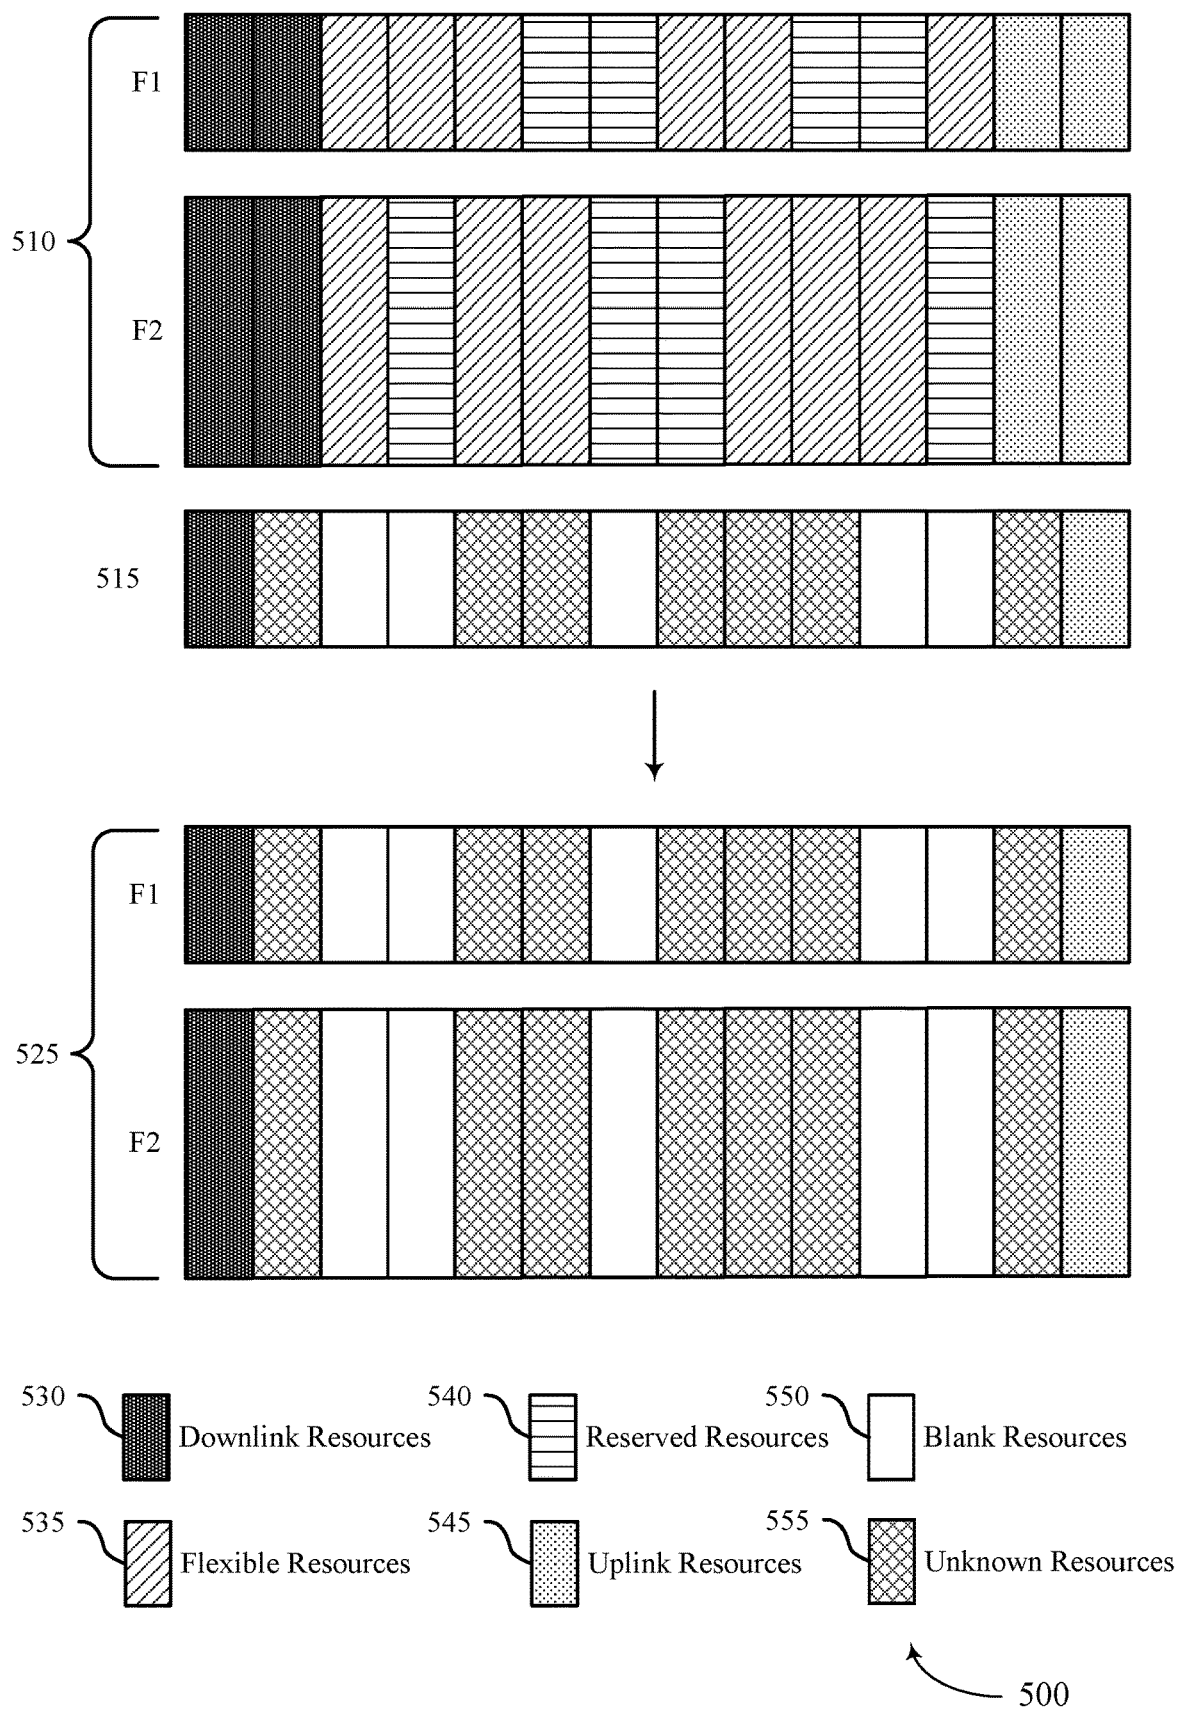 F1
510
F2
515
F1
525
F2
530 Downlink Resources
540 Reserved Resources
550 Blank Resources
535 Flexible Resources
545 Uplink Resources
555 Unknown Resources
500